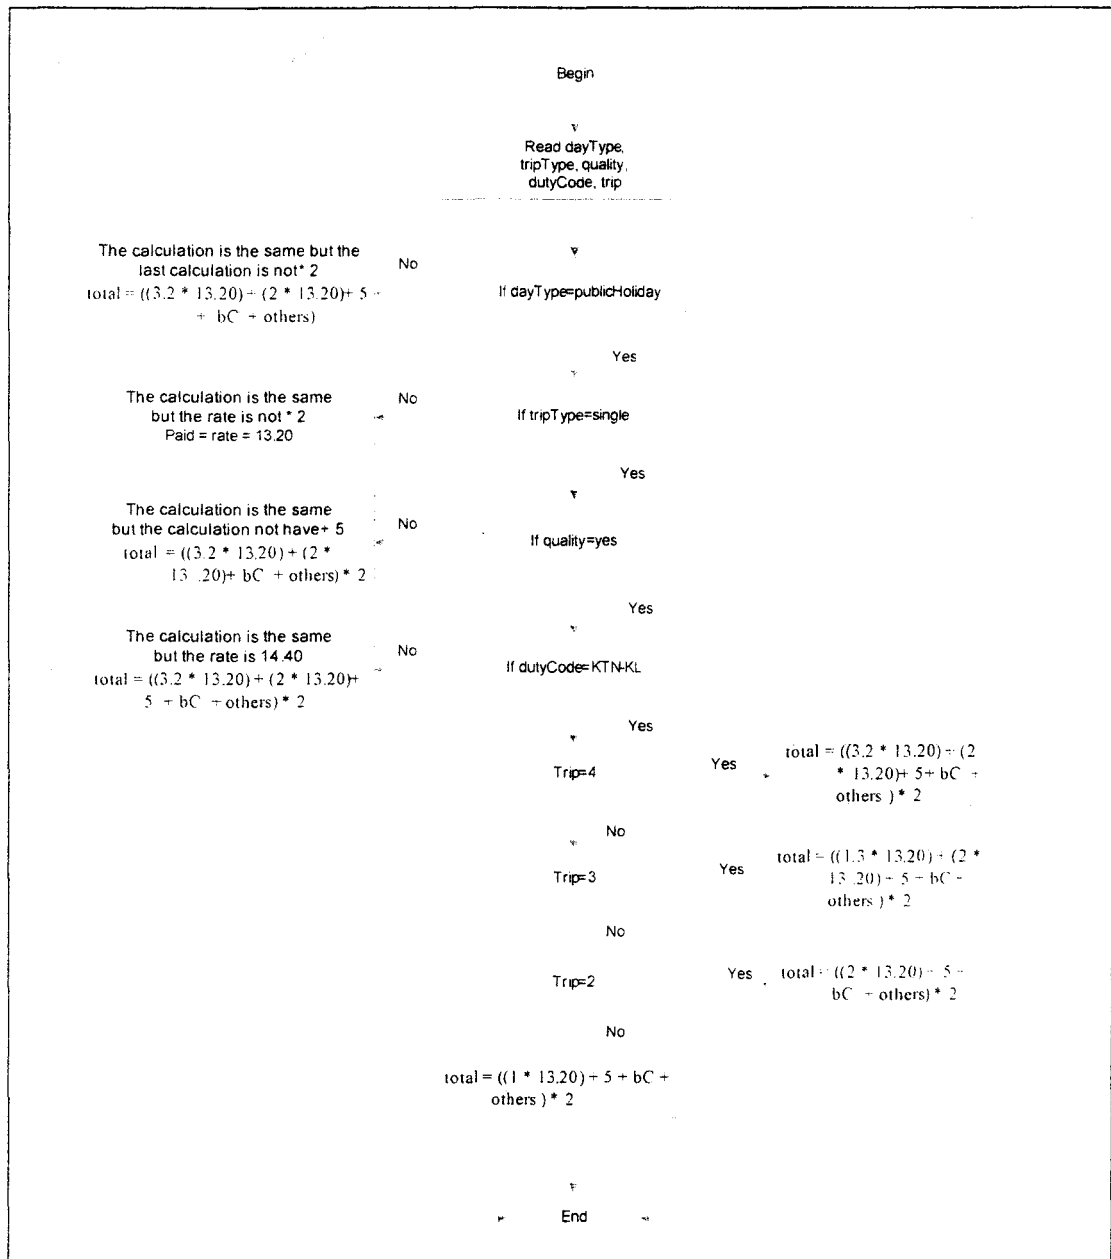 Begin
Read dayType,
tripType, quality,
dutyCode, trip
The calculation is the same but the
last calculation is not* 2
total = ((3.2 * 13.20) + (2 * 13.20)+ 5 +
+ bC + others)
No
If dayType=publicHoliday
Yes
The calculation is the same
but the rate is not * 2
Paid = rate = 13.20
No
If tripType=single
Yes
The calculation is the same
but the calculation not have+ 5
total = ((3.2 * 13.20) + (2 *
13 .20)+ bC + others) * 2
No
If quality=yes
Yes
The calculation is the same
but the rate is 14.40
total = ((3.2 * 13.20) + (2 * 13.20)+
5 + bC + others) * 2
No
If dutyCode=KTN-KL
Yes
Trip=4
Yes
total = ((3.2 * 13.20) + (2
* 13.20)+ 5+ bC +
others ) * 2
No
Trip=3
Yes
total = ((1.3 * 13.20) + (2 *
13 .20) + 5 + bC +
others ) * 2
No
Trip=2
Yes
total = ((2 * 13.20) + 5 +
bC + others) * 2
No
total = ((1 * 13.20) + 5 + bC +
others ) * 2
End